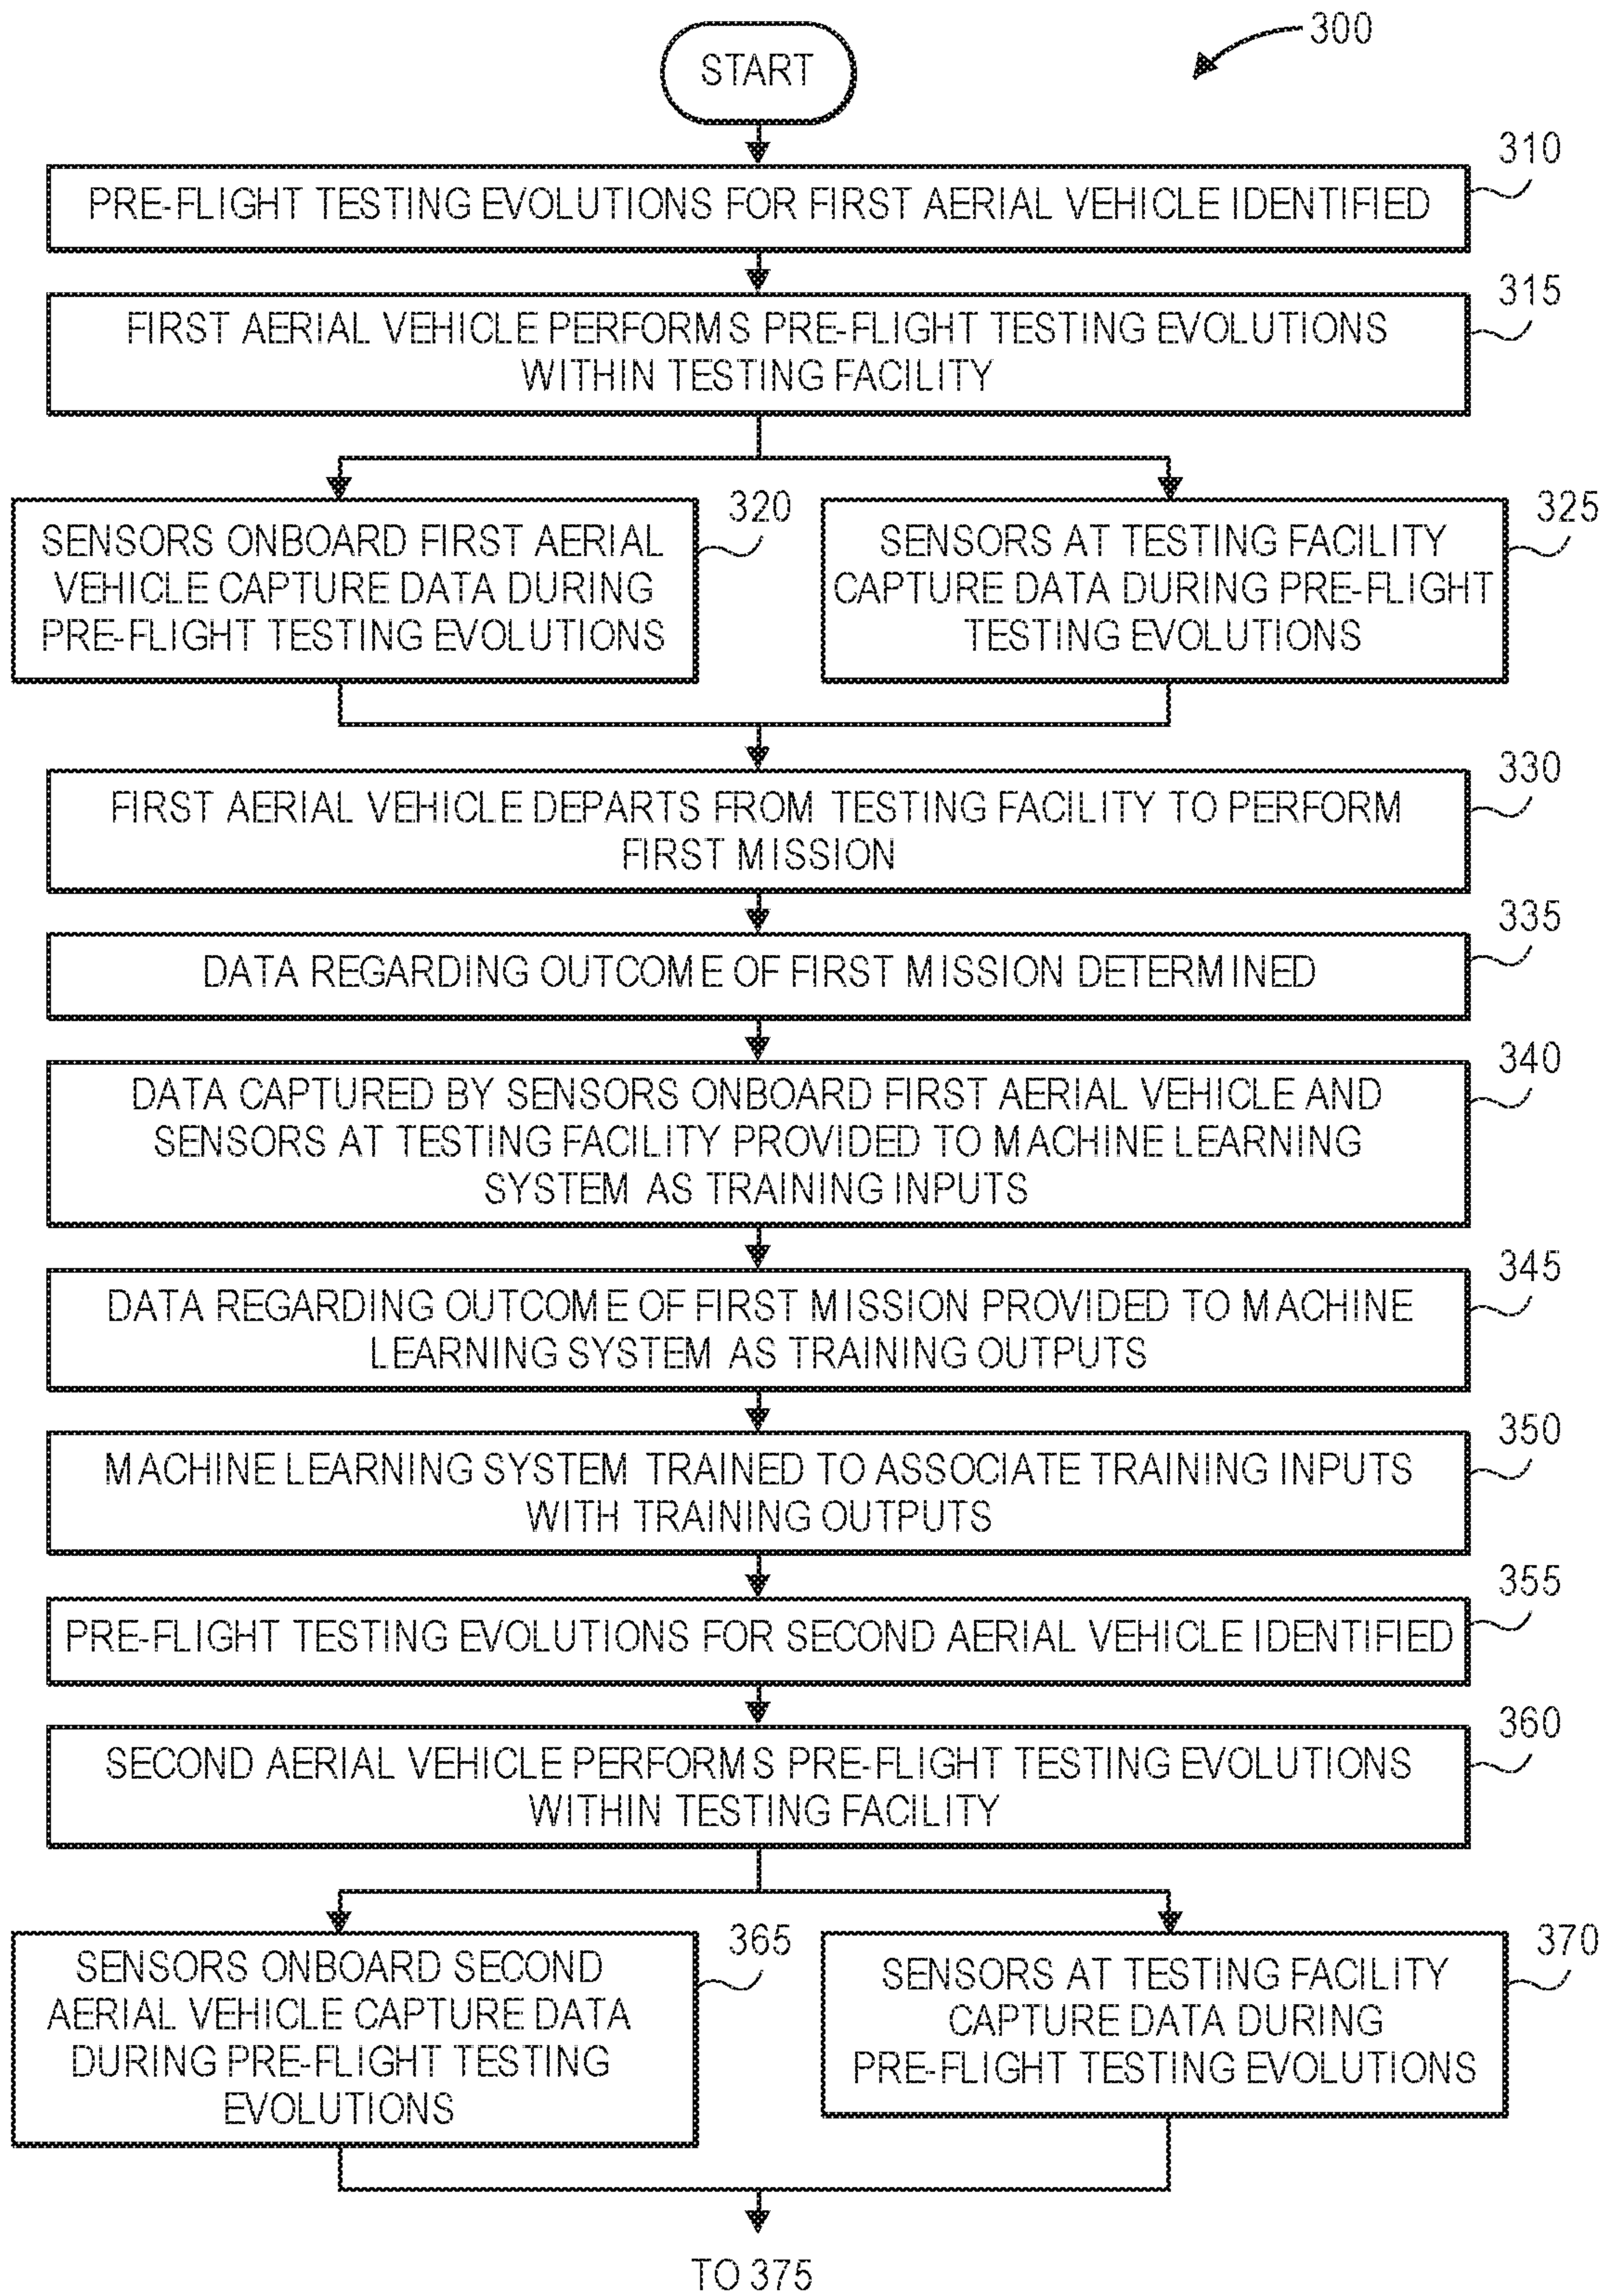 300
START
310
PRE-FLIGHT TESTING EVOLUTIONS FOR FIRST AERIAL VEHICLE IDENTIFIED
315
FIRST AERIAL VEHICLE PERFORMS PRE-FLIGHT TESTING EVOLUTIONS
WITHIN TESTING FACILITY
320
SENSORS ONBOARD FIRST AERIAL
VEHICLE CAPTURE DATA DURING
PRE-FLIGHT TESTING EVOLUTIONS
325
SENSORS AT TESTING FACILITY
CAPTURE DATA DURING PRE-FLIGHT
TESTING EVOLUTIONS
330
FIRST AERIAL VEHICLE DEPARTS FROM TESTING FACILITY TO PERFORM
FIRST MISSION
335
DATA REGARDING OUTCOME OF FIRST MISSION DETERMINED
340
DATA CAPTURED BY SENSORS ONBOARD FIRST AERIAL VEHICLE AND
SENSORS AT TESTING FACILITY PROVIDED TO MACHINE LEARNING
SYSTEM AS TRAINING INPUTS
345
DATA REGARDING OUTCOME OF FIRST MISSION PROVIDED TO MACHINE
LEARNING SYSTEM AS TRAINING OUTPUTS
350
MACHINE LEARNING SYSTEM TRAINED TO ASSOCIATE TRAINING INPUTS
WITH TRAINING OUTPUTS
355
PRE-FLIGHT TESTING EVOLUTIONS FOR SECOND AERIAL VEHICLE IDENTIFIED
360
SECOND AERIAL VEHICLE PERFORMS PRE-FLIGHT TESTING EVOLUTIONS
WITHIN TESTING FACILITY
365
SENSORS ONBOARD SECOND
AERIAL VEHICLE CAPTURE DATA
DURING PRE-FLIGHT TESTING
EVOLUTIONS
370
SENSORS AT TESTING FACILITY
CAPTURE DATA DURING
PRE-FLIGHT TESTING EVOLUTIONS
TO 375